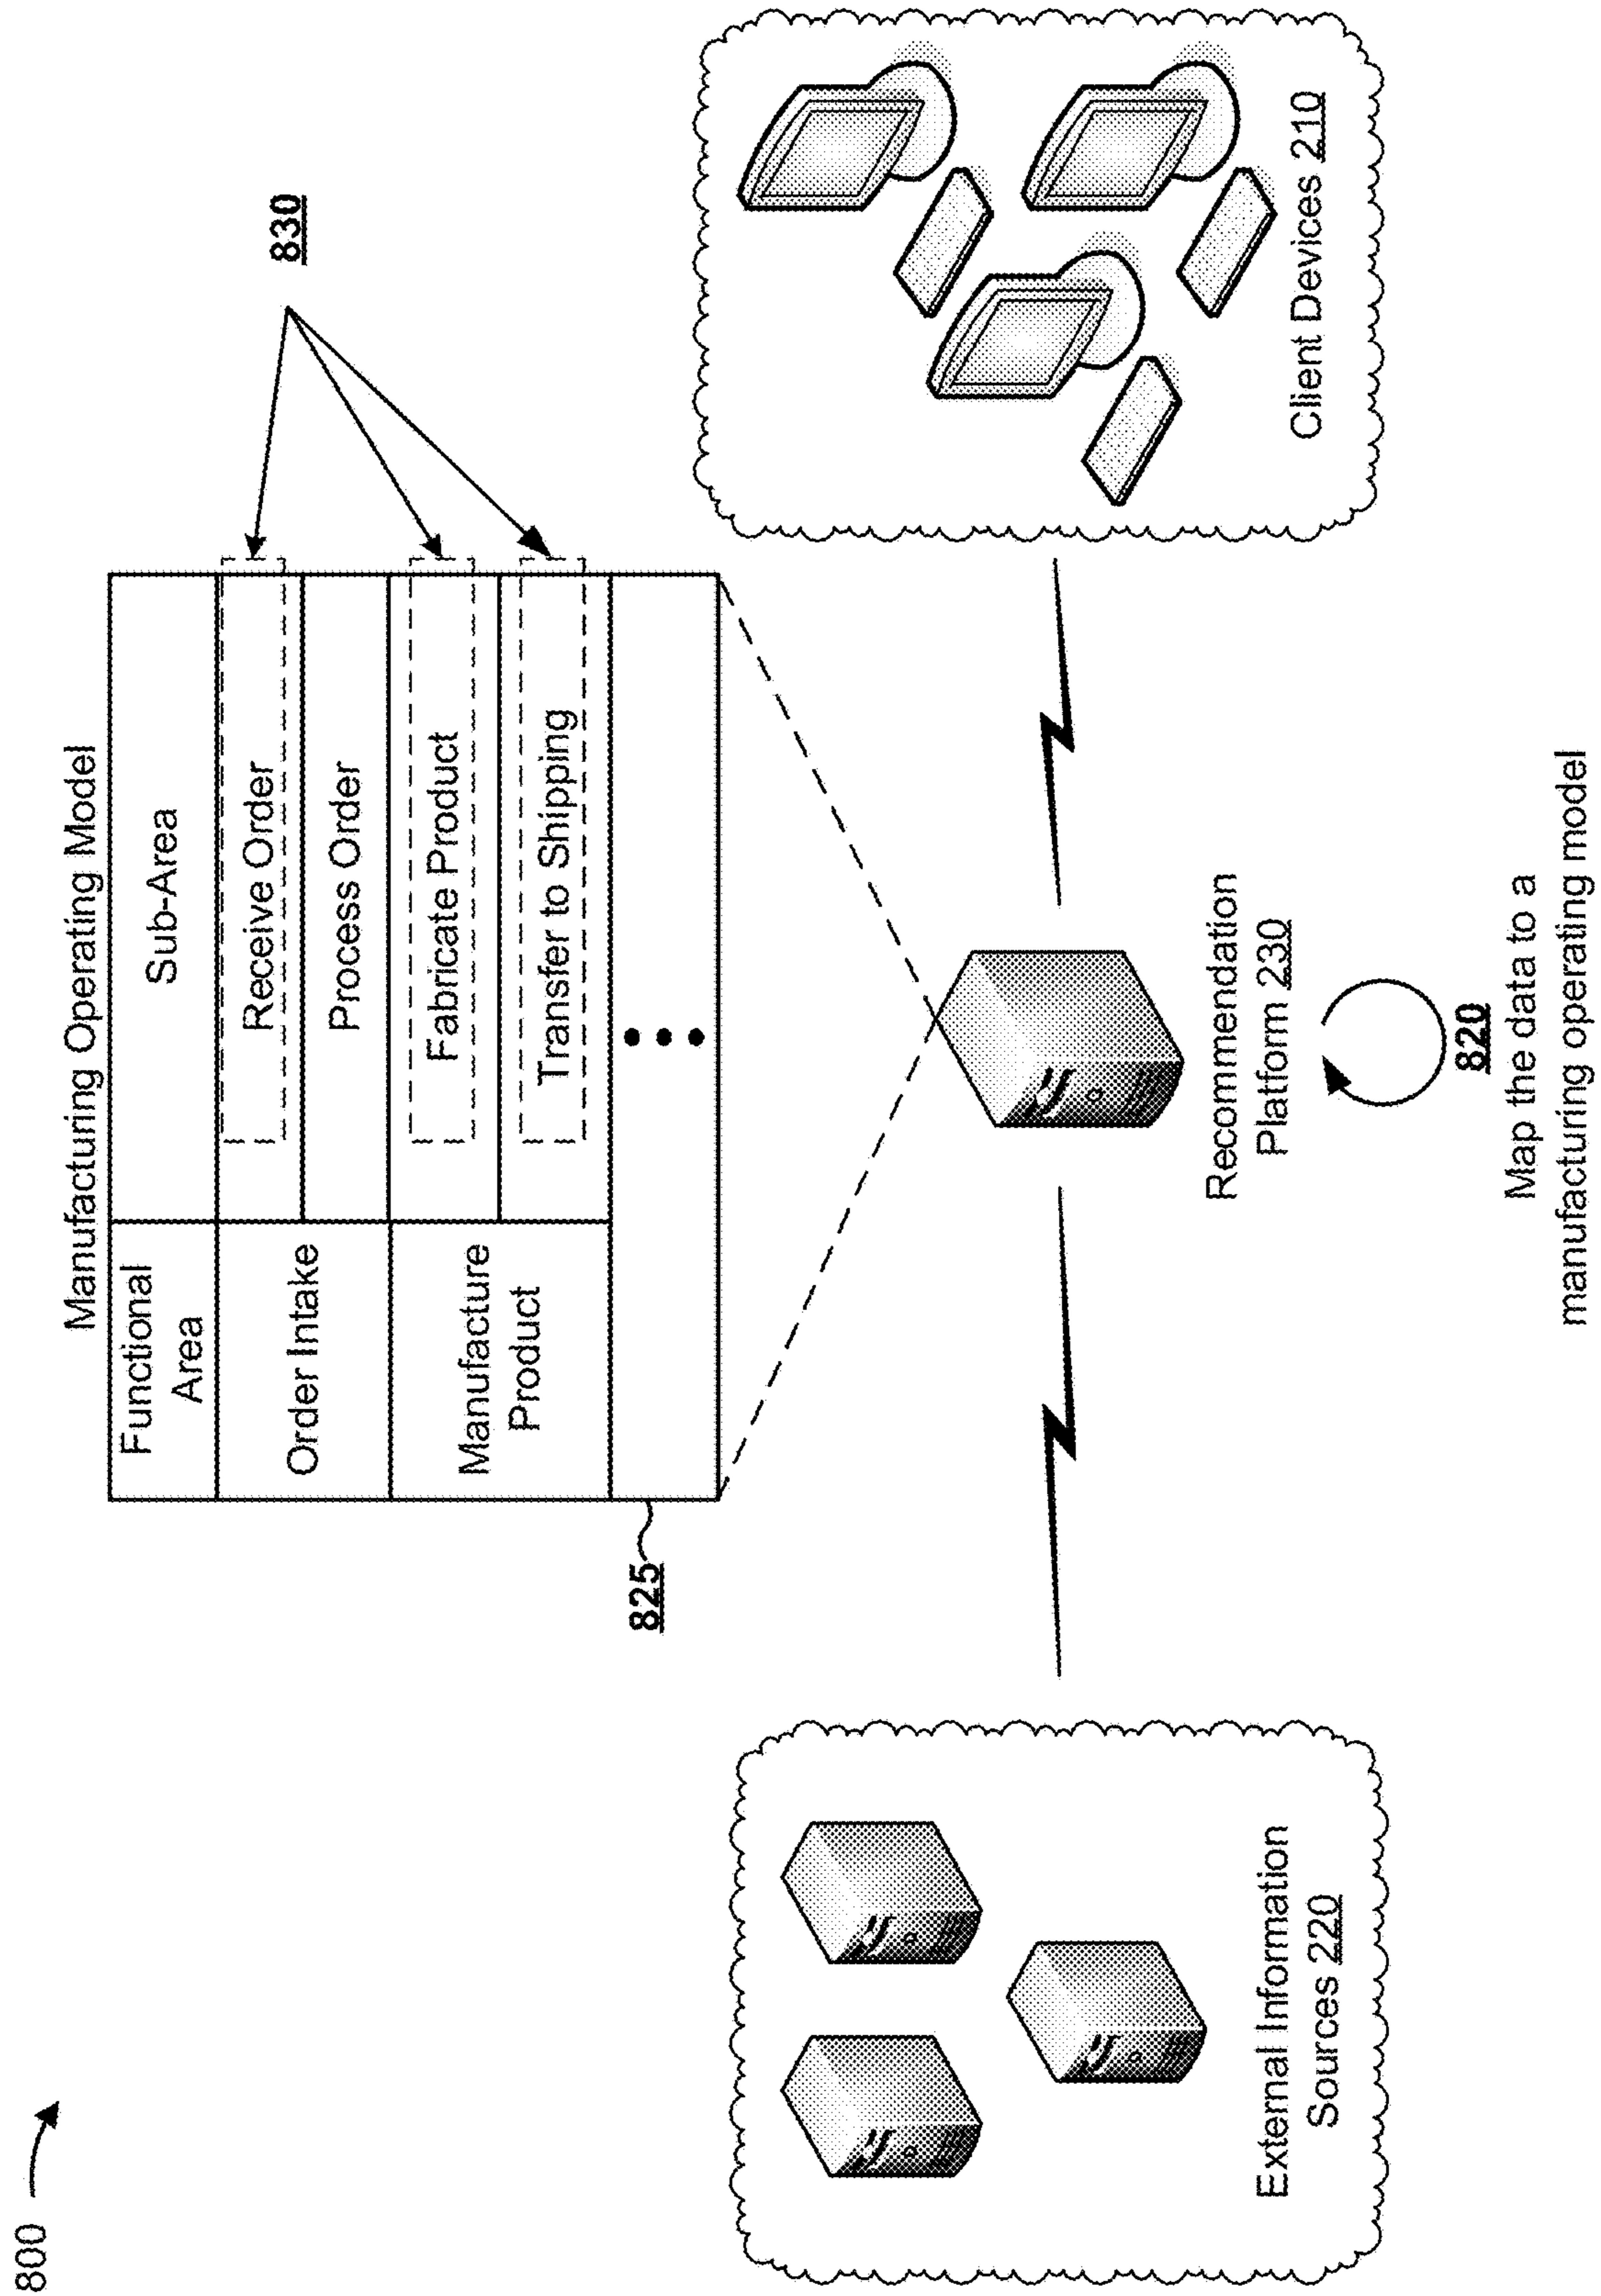 800
Manufacturing Operating Model
Functional
Area
Sub-Area
Order Intake
Receive Order
Process Order
Manufacture
Product
Fabricate Product
Transfer to Shipping
830
825
External Information
Sources 220
Recommendation
Platform 230
Client Devices 210
820
Map the data to a
manufacturing operating model